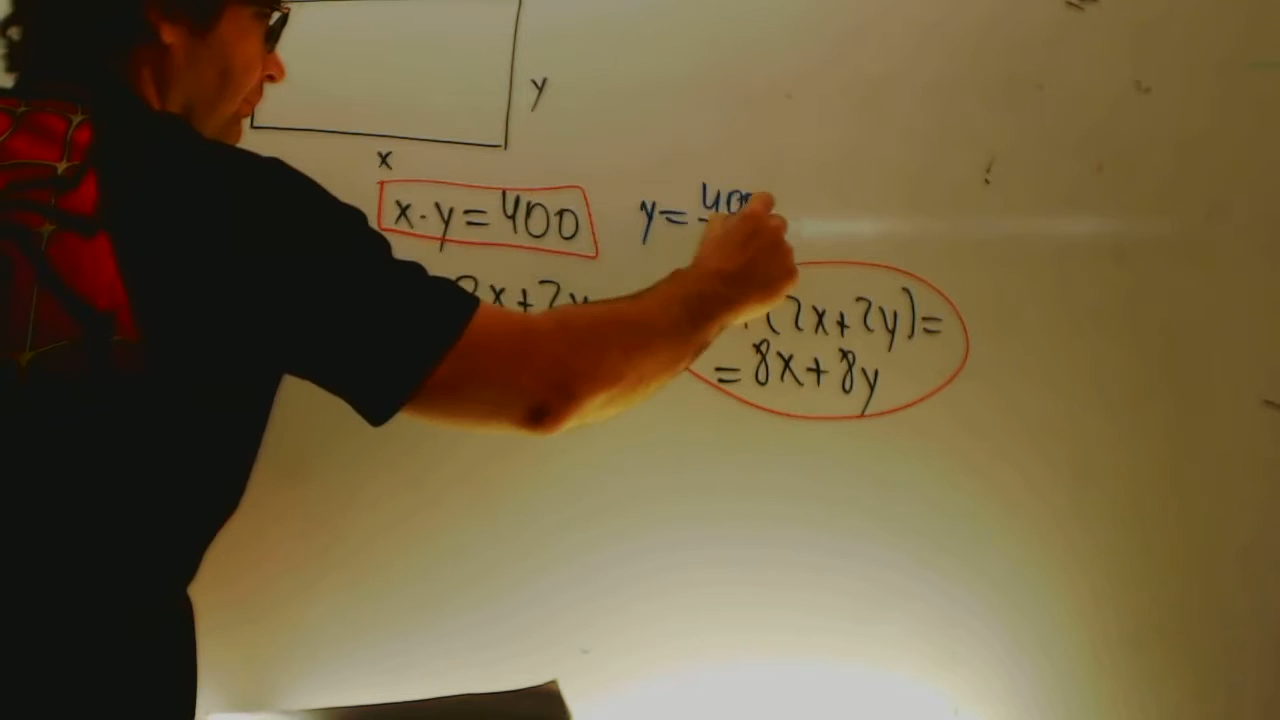 y
x
x·y=400
y=400
2x+2y
·(2x+2y)=
=8x+8y